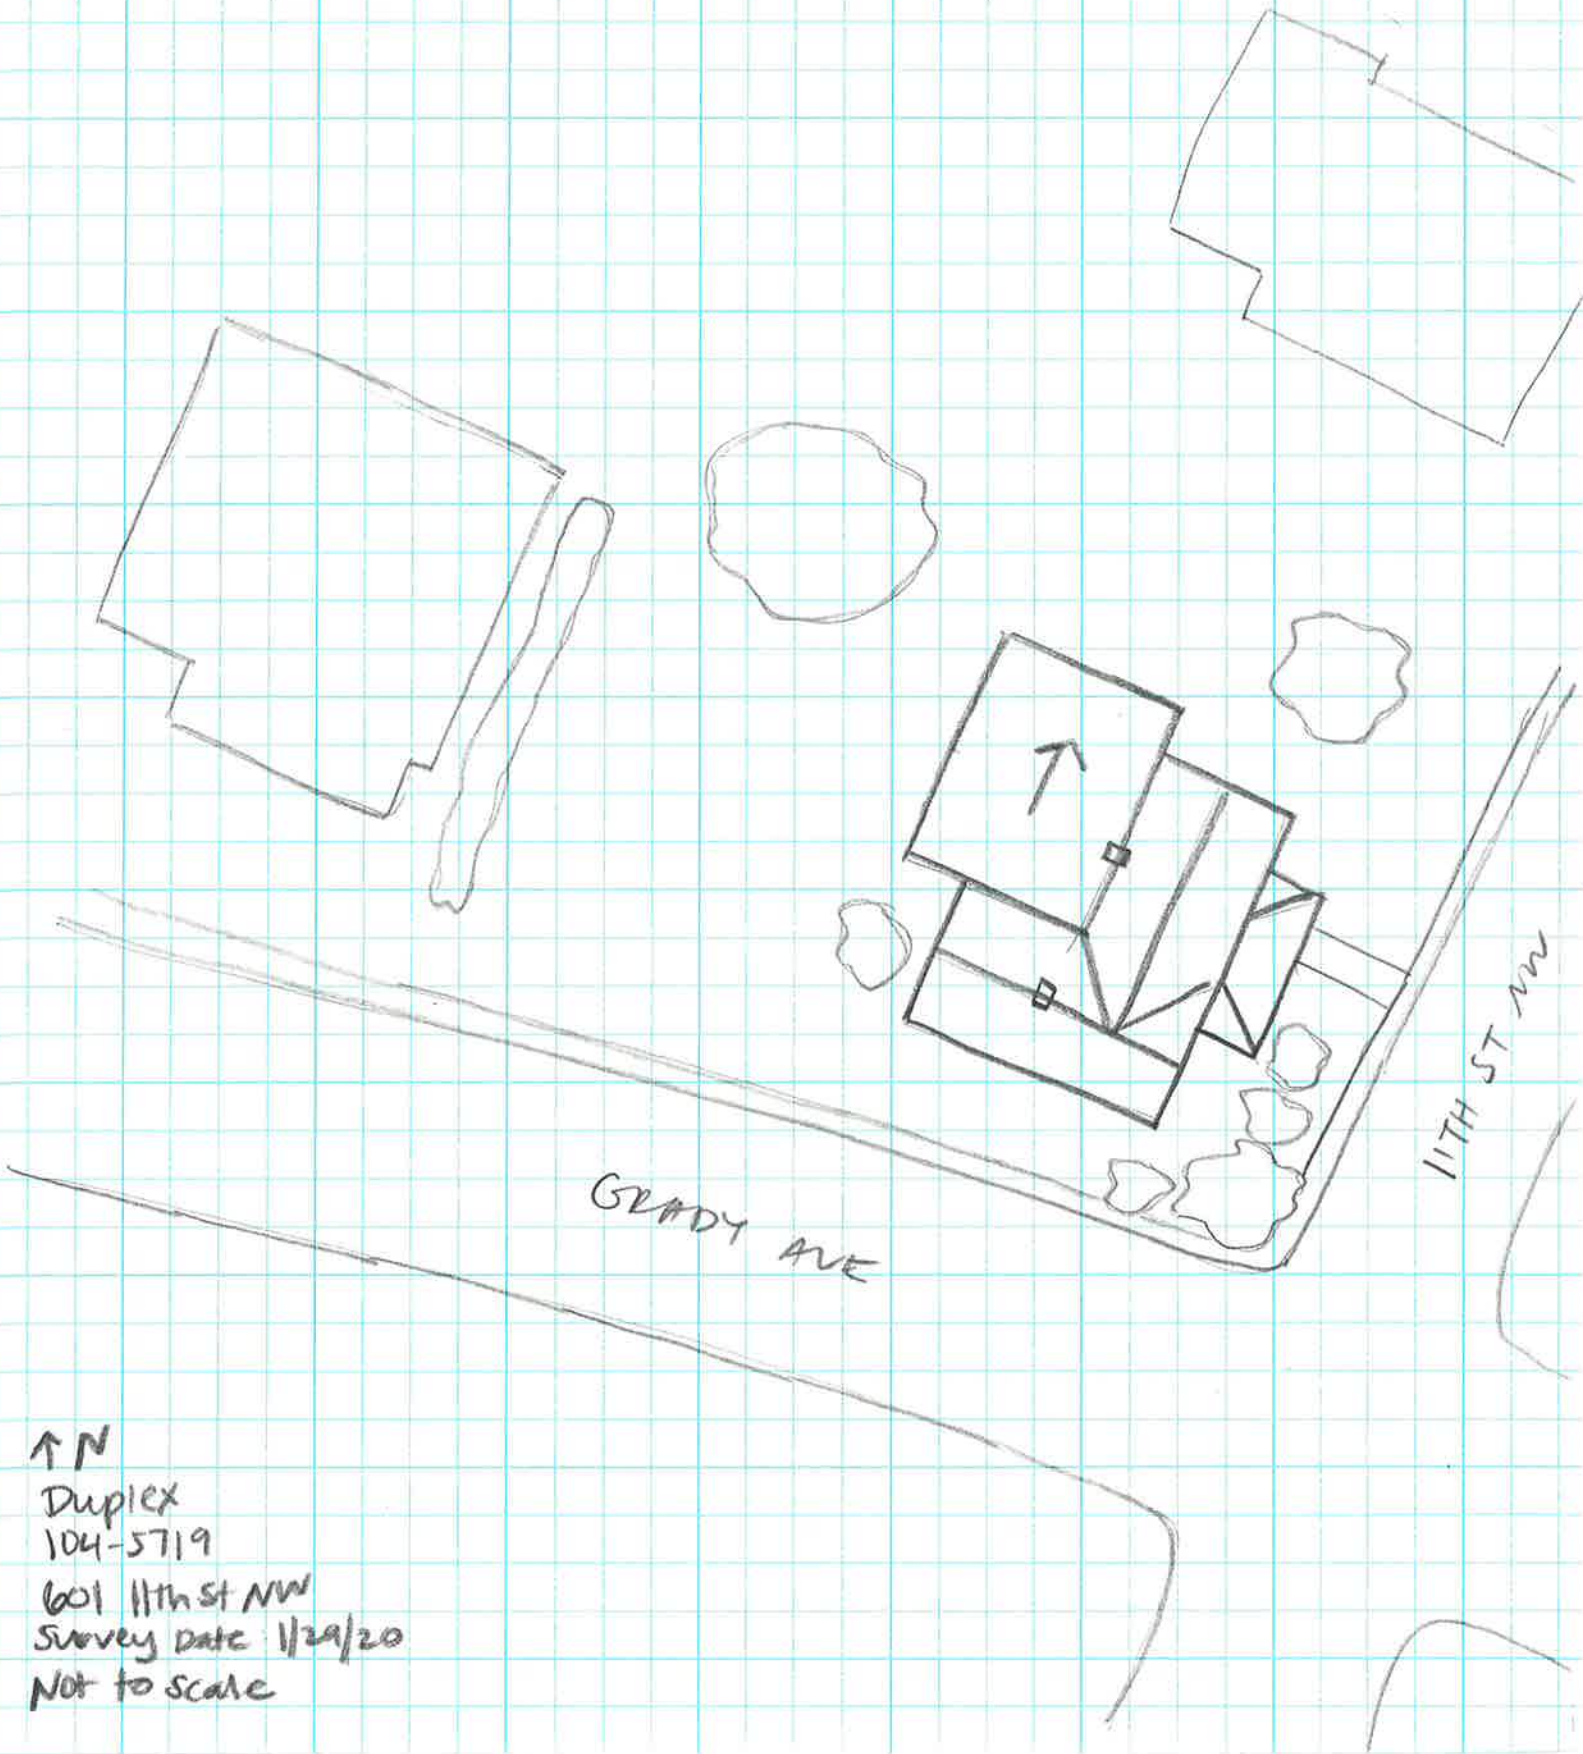 GRADY AVE
11TH ST NW
↑ N
Duplex
104-5719
601 11th St NW
Survey Date 1/29/20
Not to scale